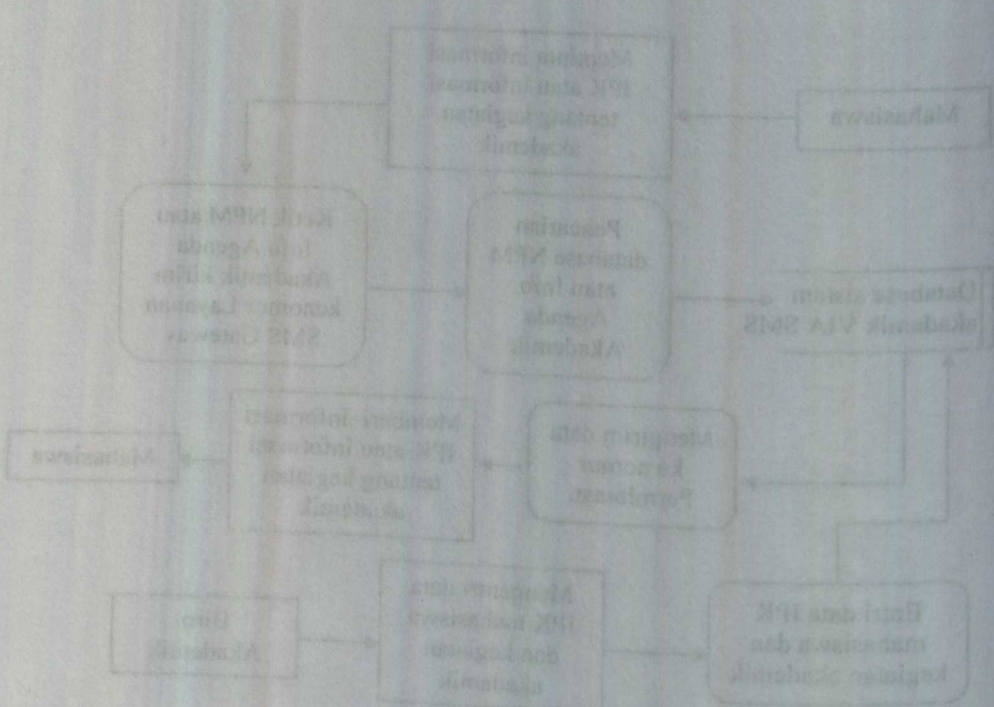 Meminta informasi
IPK atau informasi
tentang kegiatan
akademik
Mahasiswa
Ketik NPM atau
Info Agenda
Akademik kirim
kenomor Layanan
SMS Gateway
Pencarian
database NPM
atau Info
Agenda
Akademik
Database sistem
akademik VIA SMS
Mahasiswa
Memberi informasi
IPK atau informasi
tentang kegiatan
akademik
Mengirim data
ke nomor
Permintaan
Biro
Akademik
Mengentri data
IPK mahasiswa
dan kegiatan
akademik
Entri data IPK
mahasiswa dan
kegiatan akademik